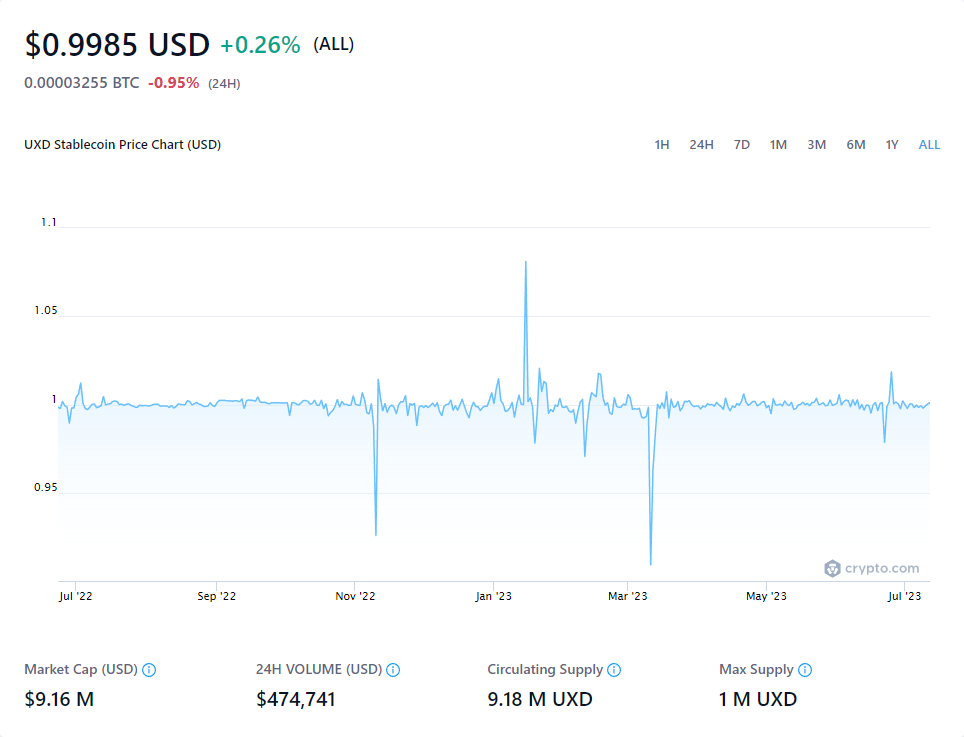 $0.9985 USD +0.26% (ALL)
0.00003255 BTC -0.95% (24H)
UXD Stablecoin Price Chart (USD) 1H 24H 7D 1M 3M 6M 1Y ALL
1.1
1.05
1
0.95
crypto.com
Jul '22 Sep '22 Nov '22 Jan '23 Mar '23 May '23 Jul '23
Market Cap (USD) 24H VOLUME (USD) Circulating Supply Max Supply
$9.16 M $474,741 9.18 M UXD 1 M UXD